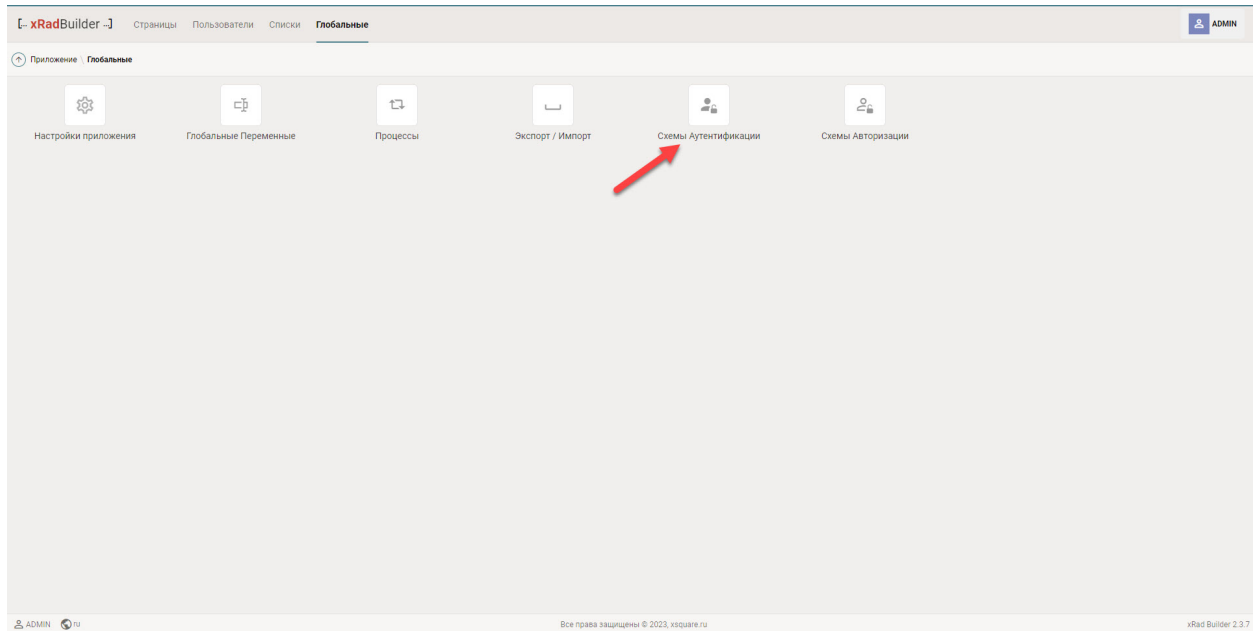 [.. xRadBuilder ..] Страницы Пользователи Списки Глобальные ADMIN
Приложение \ Глобальные
Настройки приложения Глобальные Переменные Процессы Экспорт / Импорт Схемы Аутентификации Схемы Авторизации
ADMIN ru Все права защищены © 2023, xsquare.ru xRad Builder 2.3.7